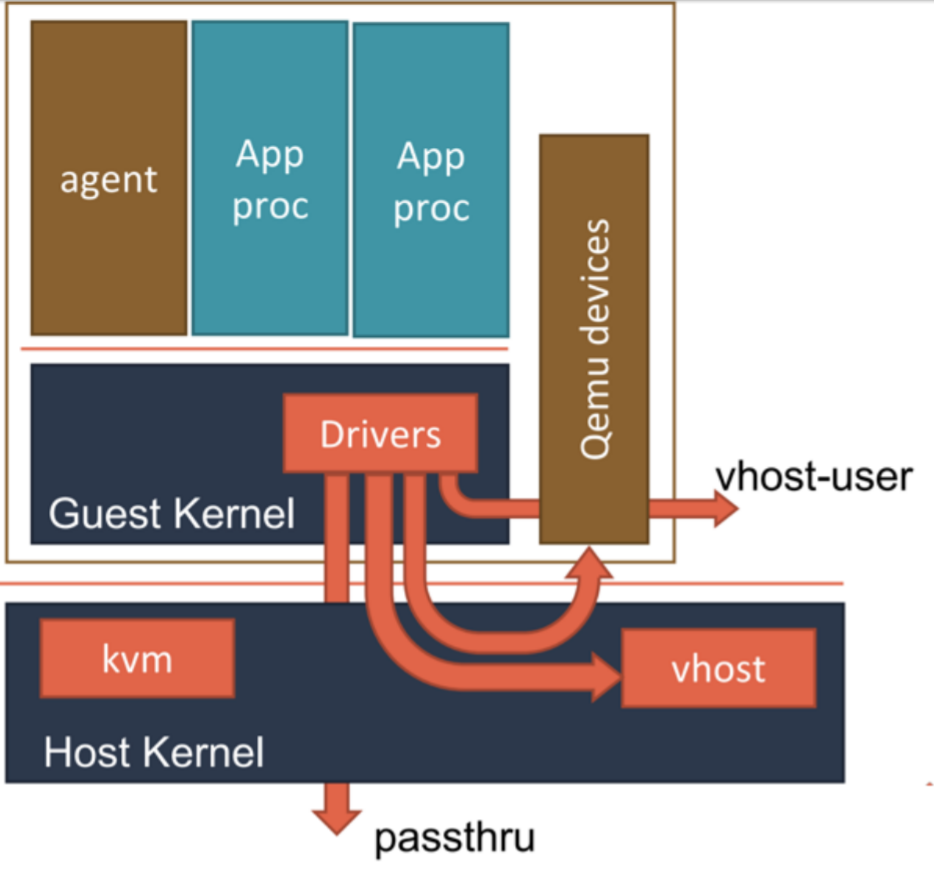 agent
App
proc
App
proc
Qemu devices
Drivers
Guest Kernel
vhost-user
kvm
vhost
Host Kernel
passthru